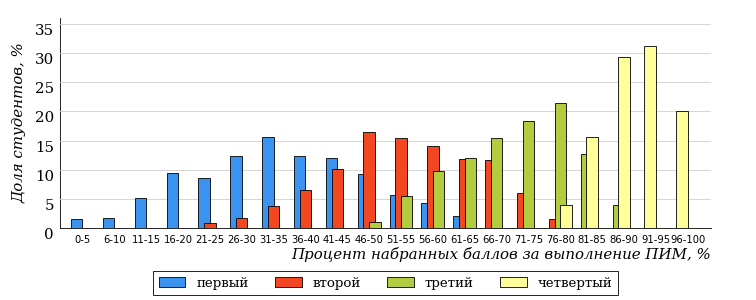 Доля студентов, %
35
30
25
20
15
10
5
0
0-5 6-10 11-15 16-20 21-25 26-30 31-35 36-40 41-45 46-50 51-55 56-60 61-65 66-70 71-75 76-80 81-85 86-90 91-95 96-100
Процент набранных баллов за выполнение ПИМ, %
первый второй третий четвертый